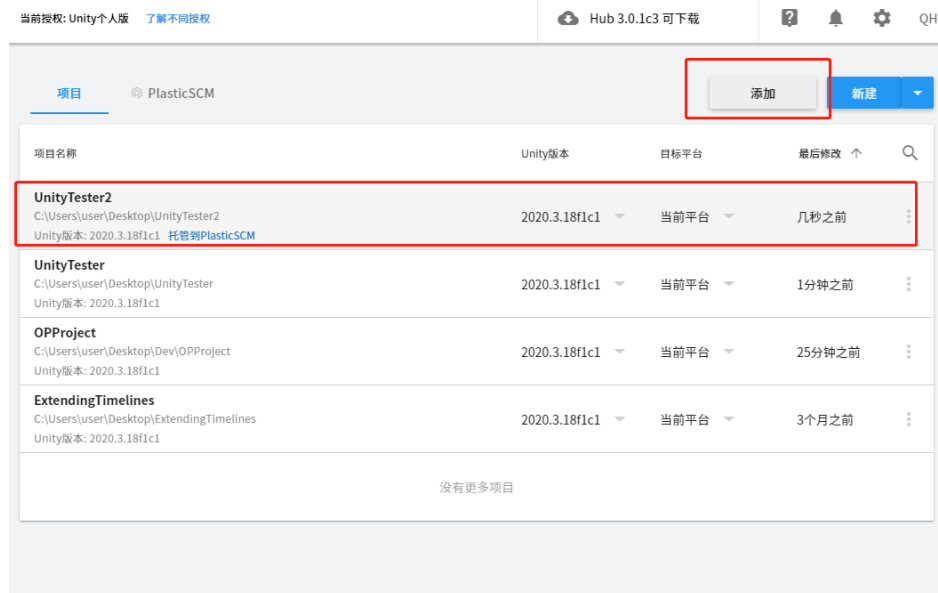 当前授权: Unity个人版 了解不同授权 Hub 3.0.1c3 可下载 QH
项目 PlasticSCM 添加 新建
项目名称 Unity版本 目标平台 最后修改
UnityTester2
C:\Users\user\Desktop\UnityTester2
2020.3.18f1c1 当前平台 几秒之前
Unity版本: 2020.3.18f1c1 托管到PlasticSCM
UnityTester
C:\Users\user\Desktop\UnityTester
2020.3.18f1c1 当前平台 1分钟之前
Unity版本: 2020.3.18f1c1
OPProject
C:\Users\user\Desktop\Dev\OPProject
2020.3.18f1c1 当前平台 25分钟之前
Unity版本: 2020.3.18f1c1
ExtendingTimelines
C:\Users\user\Desktop\ExtendingTimelines
2020.3.18f1c1 当前平台 3个月之前
Unity版本: 2020.3.18f1c1
没有更多项目